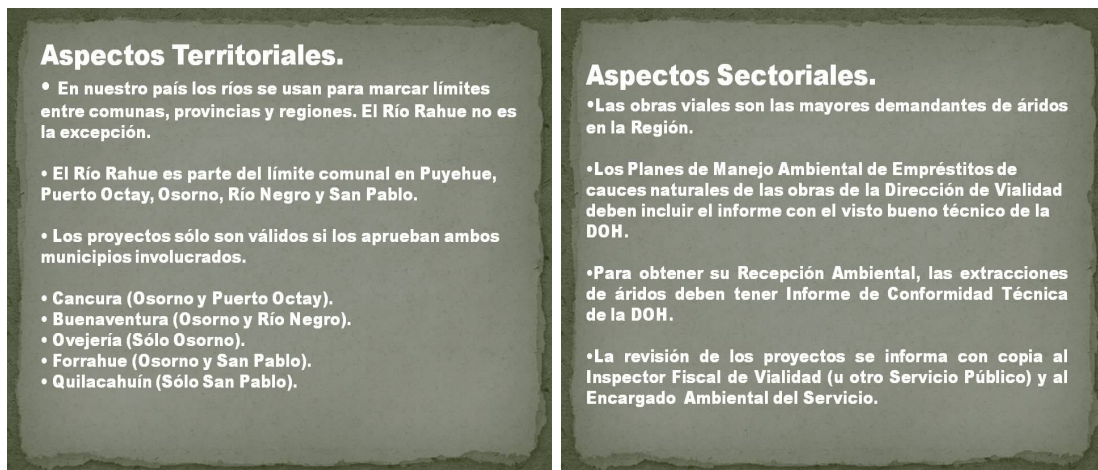 Aspectos Territoriales.
• En nuestro país los ríos se usan para marcar límites
entre comunas, provincias y regiones. El Río Rahue no es
la excepción.
• El Río Rahue es parte del límite comunal en Puyehue,
Puerto Octay, Osorno, Río Negro y San Pablo.
• Los proyectos sólo son válidos si los aprueban ambos
municipios involucrados.
• Cancura (Osorno y Puerto Octay).
• Buenaventura (Osorno y Río Negro).
• Ovejería (Sólo Osorno).
• Forrahue (Osorno y San Pablo).
• Quilacahuín (Sólo San Pablo).
Aspectos Sectoriales.
•Las obras viales son las mayores demandantes de áridos
en la Región.
•Los Planes de Manejo Ambiental de Empréstitos de
cauces naturales de las obras de la Dirección de Vialidad
deben incluir el informe con el visto bueno técnico de la
DOH.
•Para obtener su Recepción Ambiental, las extracciones
de áridos deben tener Informe de Conformidad Técnica
de la DOH.
•La revisión de los proyectos se informa con copia al
Inspector Fiscal de Vialidad (u otro Servicio Público) y al
Encargado Ambiental del Servicio.